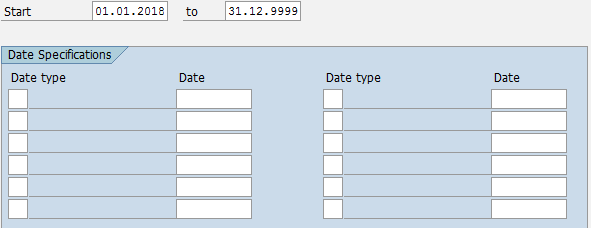 Start 01.01.2018 to 31.12.9999
Date Specifications
Date type Date Date type Date